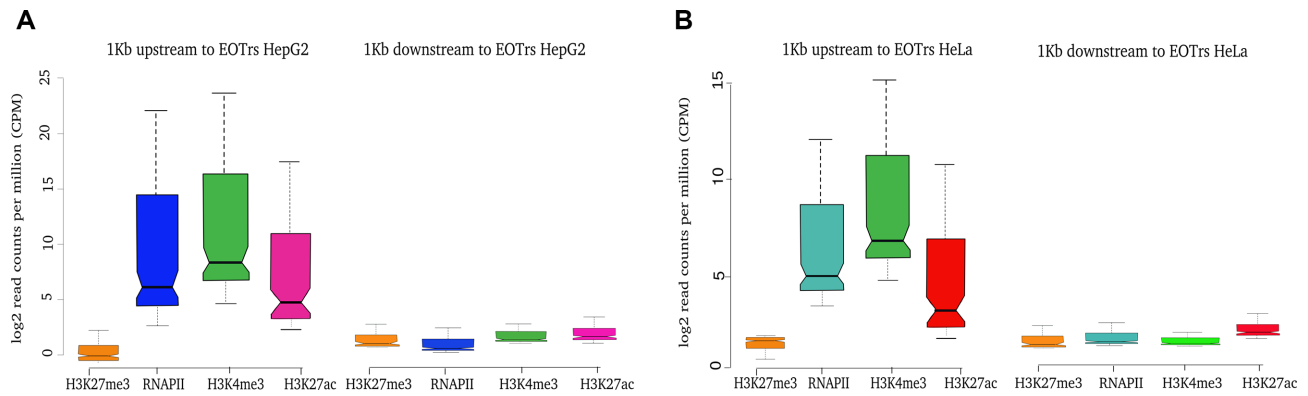 A
1Kb upstream to EOTrs HepG2
1Kb downstream to EOTrs HepG2
log2 read counts per million (CPM)
25
20
15
10
5
0
H3K27me3 RNAPII H3K4me3 H3K27ac
H3K27me3 RNAPII H3K4me3 H3K27ac
B
1Kb upstream to EOTrs HeLa
1Kb downstream to EOTrs HeLa
log2 read counts per million (CPM)
15
10
5
0
H3K27me3 RNAPII H3K4me3 H3K27ac
H3K27me3 RNAPII H3K4me3 H3K27ac